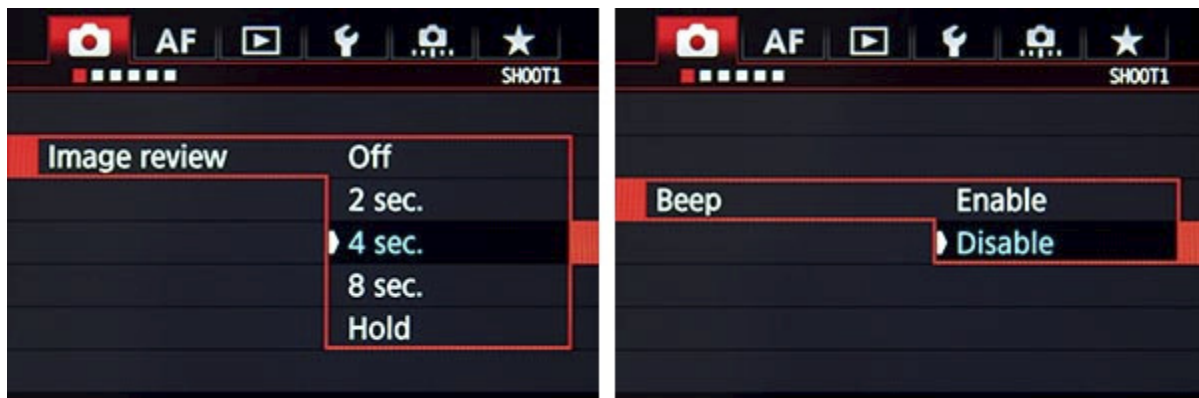 AF
SHOOT1
Image review Off
2 sec.
4 sec.
8 sec.
Hold
AF
SHOOT1
Beep Enable
Disable